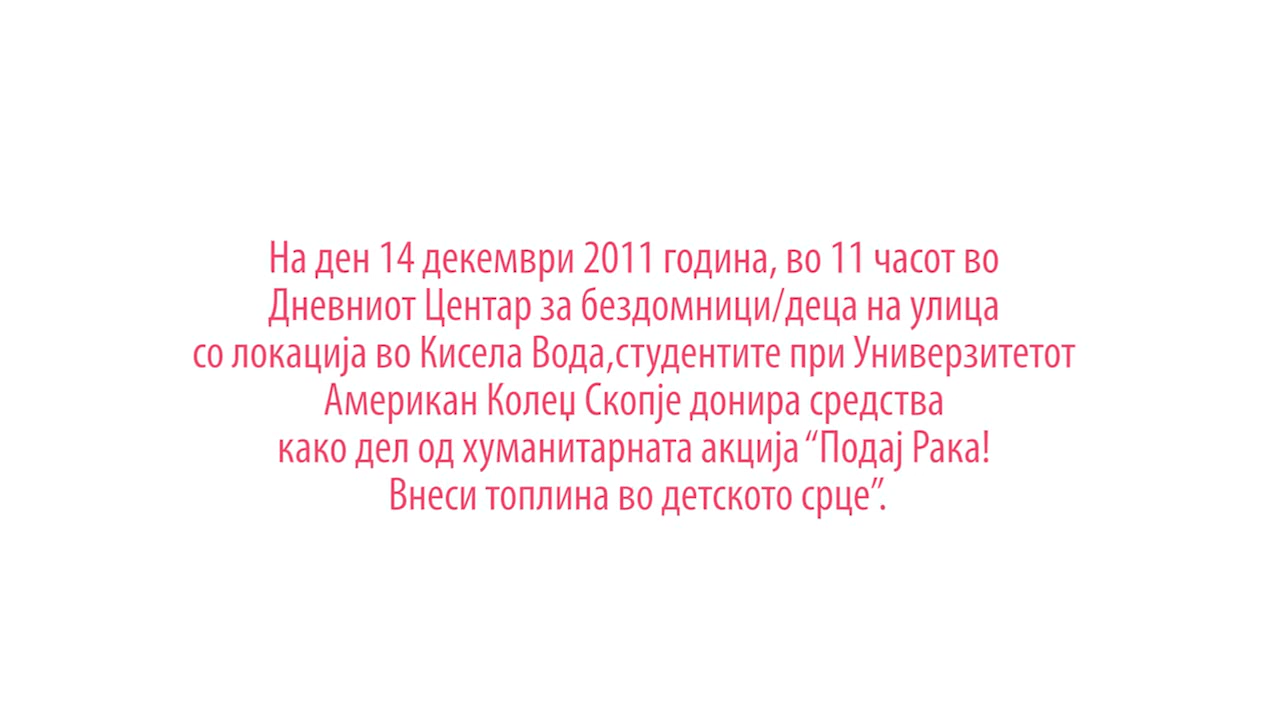 На ден 14 декември 2011 година, во 11 часот во
Дневниот Центар за бездомници/деца на улица
со локација во Кисела Вода,студентите при Универзитетот
Американ Колеџ Скопје донира средства
како дел од хуманитарната акција “Подај Рака!
Внеси топлина во детското срце”.